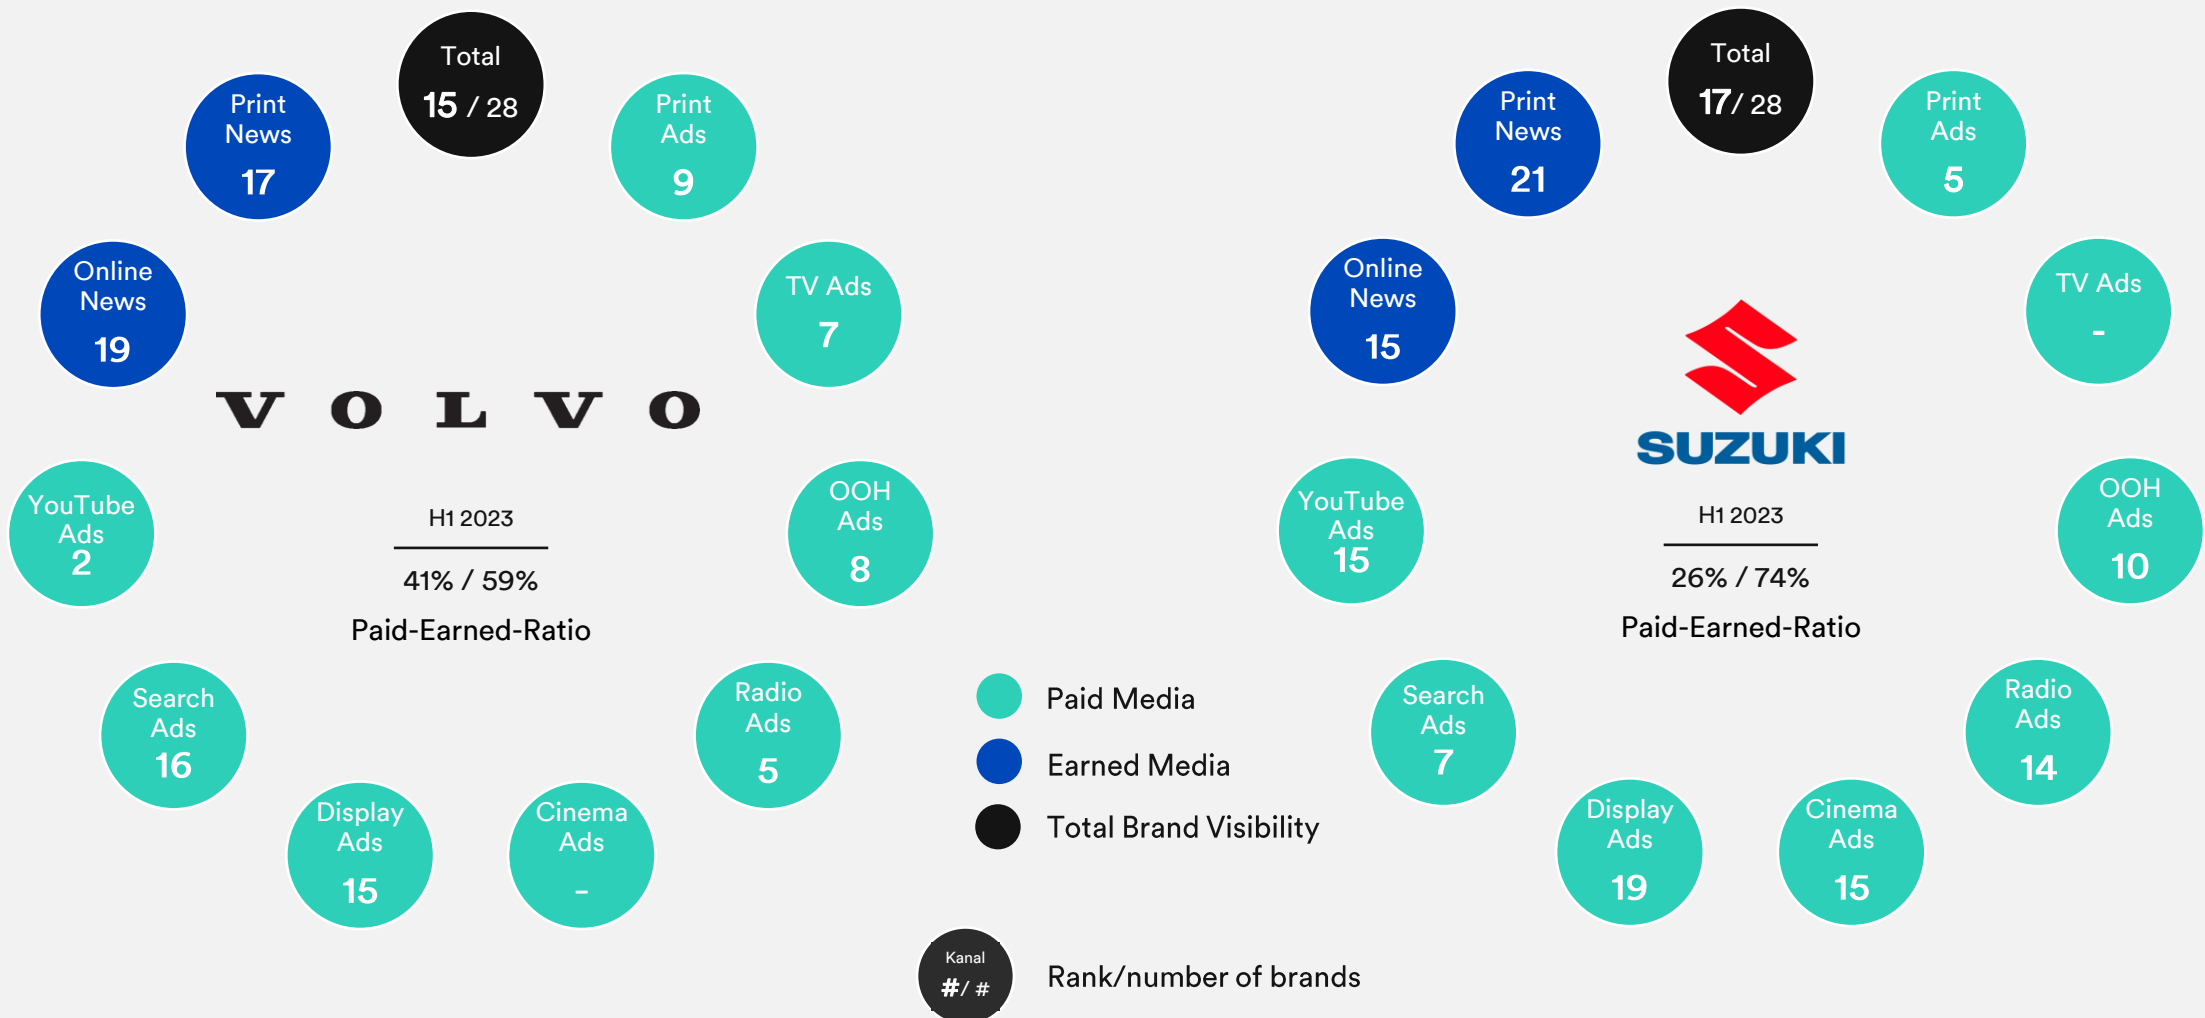 Total
15 / 28
Print
News
17
Print
Ads
9
Online
News
19
TV Ads
7
VOLVO
YouTube
Ads
2
OOH
Ads
8
H1 2023
41% / 59%
Paid-Earned-Ratio
Search
Ads
16
Radio
Ads
5
Display
Ads
15
Cinema
Ads
-
Paid Media
Earned Media
Total Brand Visibility
Kanal
#/ #
Rank/number of brands
Total
17/ 28
Print
News
21
Print
Ads
5
Online
News
15
TV Ads
-
SUZUKI
YouTube
Ads
15
OOH
Ads
10
H1 2023
26% / 74%
Paid-Earned-Ratio
Search
Ads
7
Radio
Ads
14
Display
Ads
19
Cinema
Ads
15